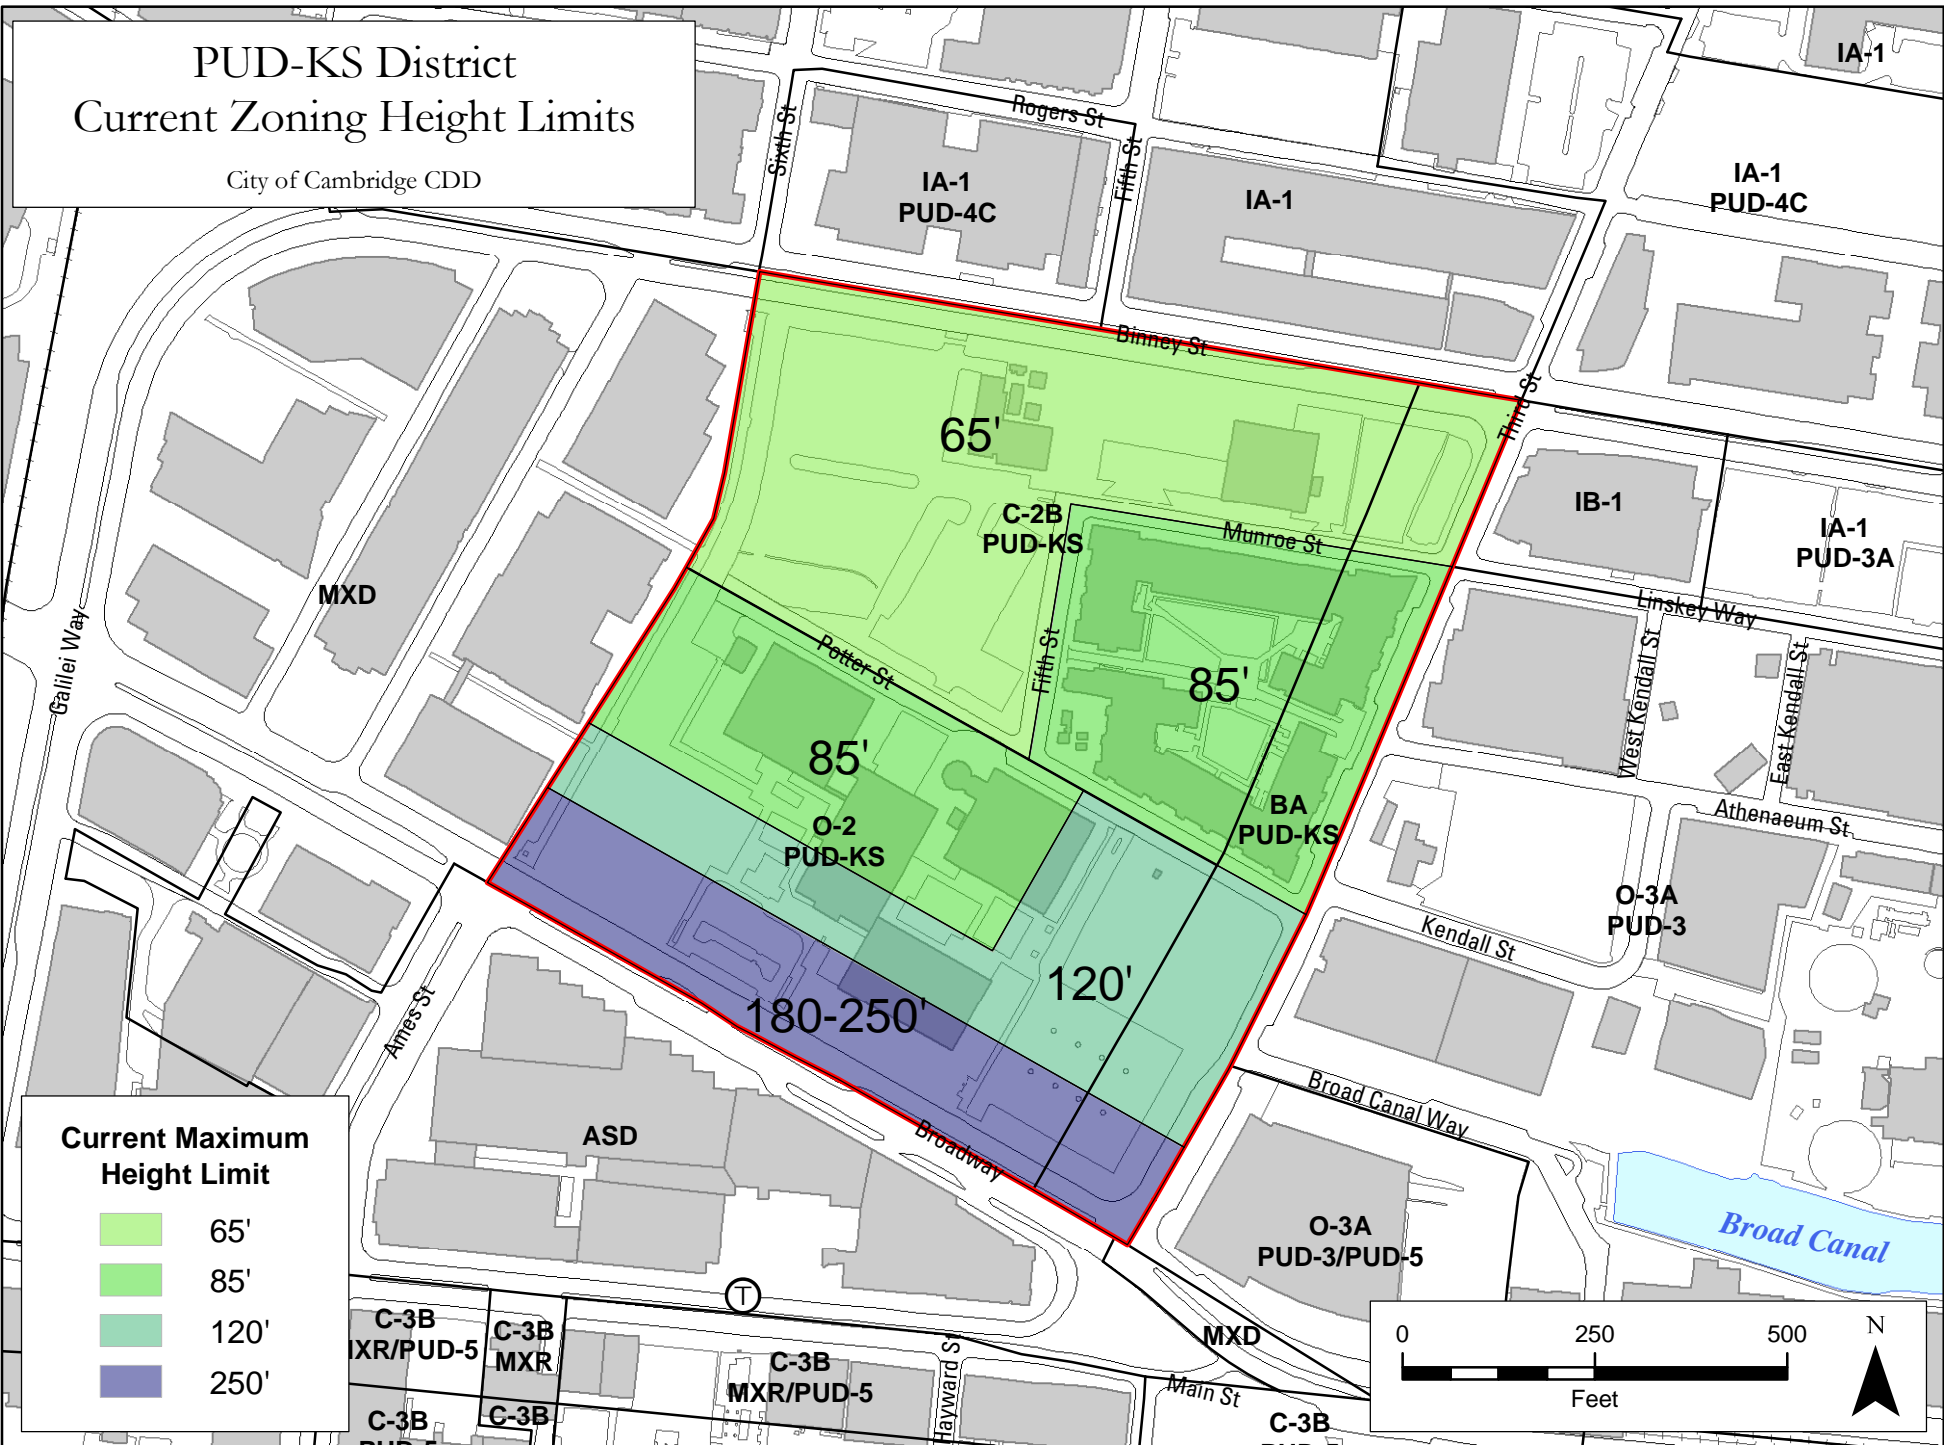 PUD-KS District
Current Zoning Height Limits
City of Cambridge CDD
IA-1
Rogers St
Sixth St
Fifth St
IA-1
PUD-4C
IA-1
IA-1
PUD-4C
Binney St
Third St
65'
C-2B
PUD-KS
Munroe St
IB-1
IA-1
PUD-3A
MXD
Linskey Way
Galilei Way
Potter St
Fifth St
85'
West Kendall St
East Kendall St
85'
O-2
PUD-KS
BA
PUD-KS
Athenaeum St
O-3A
PUD-3
Kendall St
120'
180-250'
Ames St
Broad Canal Way
Broadway
ASD
Broad Canal
O-3A
PUD-3/PUD-5
Current Maximum
Height Limit
65'
85'
120'
250'
T
C-3B
IXR/PUD-5
C-3B
MXR
C-3B
MXR/PUD-5
C-3B
C-3B
PUD-5
Hayward St
MXD
Main St
C-3B
0 250 500
Feet
N